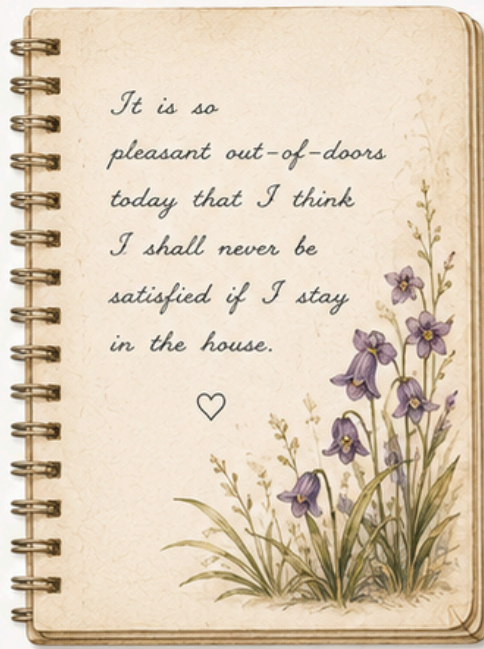 It is so
pleasant out-of-doors
today that I think
I shall never be
satisfied if I stay
in the house.